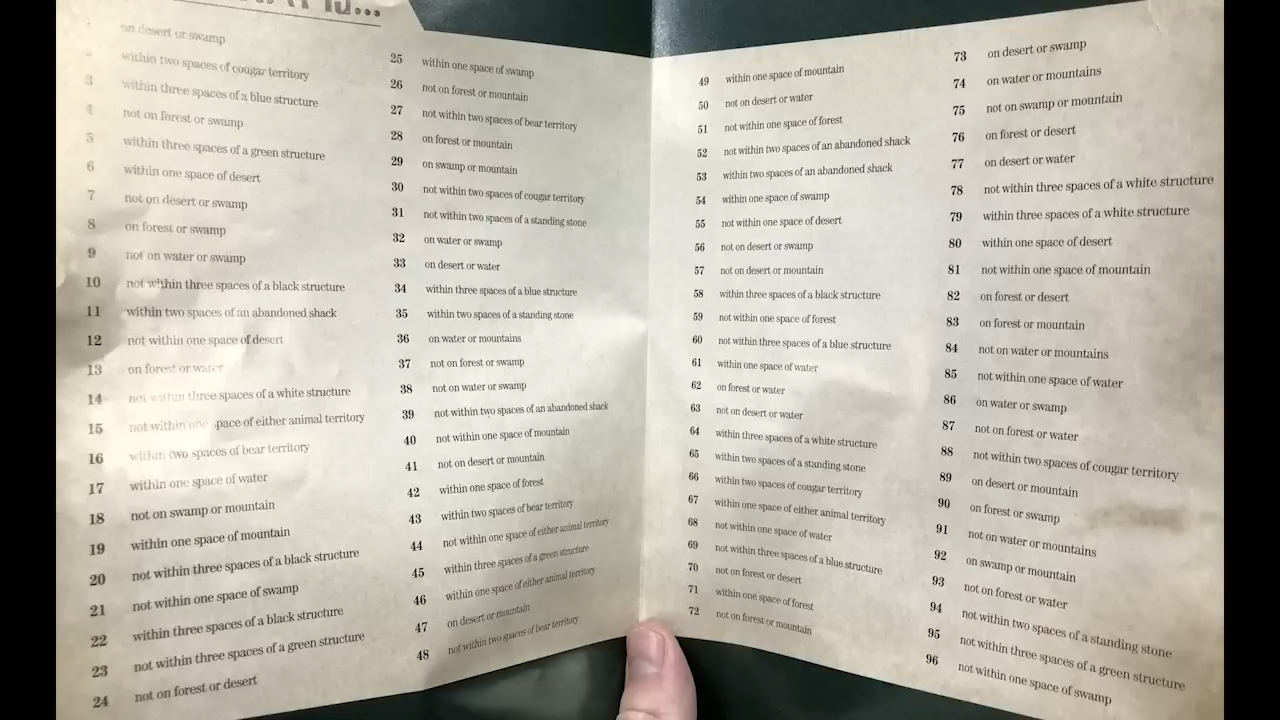 on desert or swamp
2 within two spaces of cougar territory
3 within three spaces of a blue structure
4 not on forest or swamp
5 within three spaces of a green structure
6 within one space of desert
7 not on desert or swamp
8 on forest or swamp
9 not on water or swamp
10 not within three spaces of a black structure
11 within two spaces of an abandoned shack
12 not within one space of desert
13 on forest or water
14 not within three spaces of a white structure
15 not within one space of either animal territory
16 within two spaces of bear territory
17 within one space of water
18 not on swamp or mountain
19 within one space of mountain
20 not within three spaces of a black structure
21 not within one space of swamp
22 within three spaces of a black structure
23 not within three spaces of a green structure
24 not on forest or desert
25 within one space of swamp
26 not on forest or mountain
27 not within two spaces of bear territory
28 on forest or mountain
29 on swamp or mountain
30 not within two spaces of cougar territory
31 not within two spaces of a standing stone
32 on water or swamp
33 on desert or water
34 within three spaces of a blue structure
35 within two spaces of a standing stone
36 on water or mountains
37 not on forest or swamp
38 not on water or swamp
39 not within two spaces of an abandoned shack
40 not within one space of mountain
41 not on desert or mountain
42 within one space of forest
43 within two spaces of bear territory
44 not within one space of either animal territory
45 within three spaces of a green structure
46 within one space of either animal territory
47 on desert or mountain
48 not within two spaces of bear territory
49 within one space of mountain
50 not on desert or water
51 not within one space of forest
52 not within two spaces of an abandoned shack
53 within two spaces of an abandoned shack
54 within one space of swamp
55 not within one space of desert
56 not on desert or swamp
57 not on desert or mountain
58 within three spaces of a black structure
59 not within one space of forest
60 not within three spaces of a blue structure
61 within one space of water
62 on forest or water
63 not on desert or water
64 within three spaces of a white structure
65 within two spaces of a standing stone
66 within two spaces of cougar territory
67 within one space of either animal territory
68 not within one space of water
69 not within three spaces of a blue structure
70 not on forest or desert
71 within one space of forest
72 not on forest or mountain
73 on desert or swamp
74 on water or mountains
75 not on swamp or mountain
76 on forest or desert
77 on desert or water
78 not within three spaces of a white structure
79 within three spaces of a white structure
80 within one space of desert
81 not within one space of mountain
82 on forest or desert
83 on forest or mountain
84 not on water or mountains
85 not within one space of water
86 on water or swamp
87 not on forest or water
88 not within two spaces of cougar territory
89 on desert or mountain
90 on forest or swamp
91 not on water or mountains
92 on swamp or mountain
93 not on forest or water
94 not within two spaces of a standing stone
95 not within three spaces of a green structure
96 not within one space of swamp